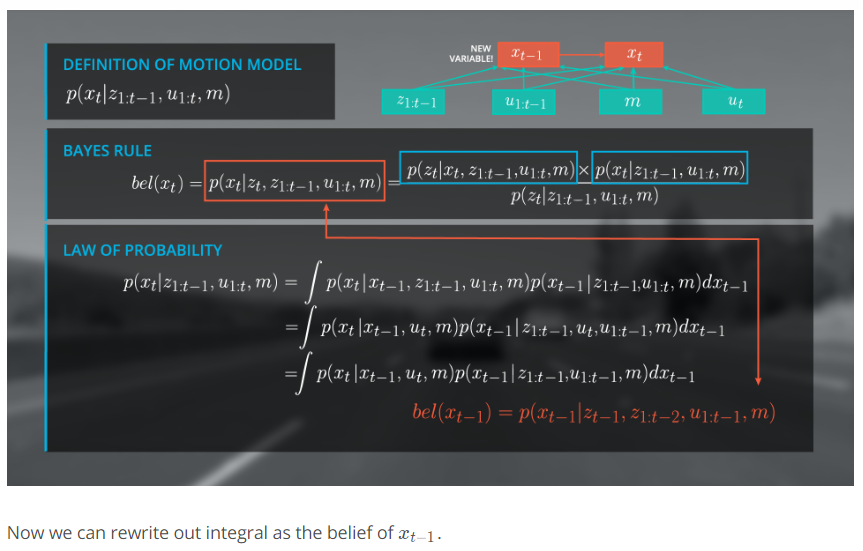 DEFINITION OF MOTION MODEL
p(x_t|z_{1:t−1}, u_{1:t}, m)
NEW
VARIABLE!
x_{t−1}
x_t
z_{1:t−1}
u_{1:t−1}
m
u_t
BAYES RULE
bel(x_t) = p(x_t|z_t, z_{1:t−1}, u_{1:t}, m) = p(z_t|x_t, z_{1:t−1},u_{1:t},m) × p(x_t|z_{1:t−1}, u_{1:t}, m)
p(z_t|z_{1:t−1}, u_{1:t}, m)
LAW OF PROBABILITY
p(x_t|z_{1:t−1}, u_{1:t}, m) = ∫ p(x_t|x_{t−1}, z_{1:t−1}, u_{1:t}, m)p(x_{t−1}|z_{1:t−1},u_{1:t}, m)dx_{t−1}
= ∫ p(x_t|x_{t−1}, u_t, m)p(x_{t−1}|z_{1:t−1}, u_t,u_{1:t−1}, m)dx_{t−1}
= ∫ p(x_t|x_{t−1}, u_t, m)p(x_{t−1}|z_{1:t−1},u_{1:t−1}, m)dx_{t−1}
bel(x_{t−1}) = p(x_{t−1}|z_{t−1}, z_{1:t−2}, u_{1:t−1}, m)
Now we can rewrite out integral as the belief of x_{t−1}.